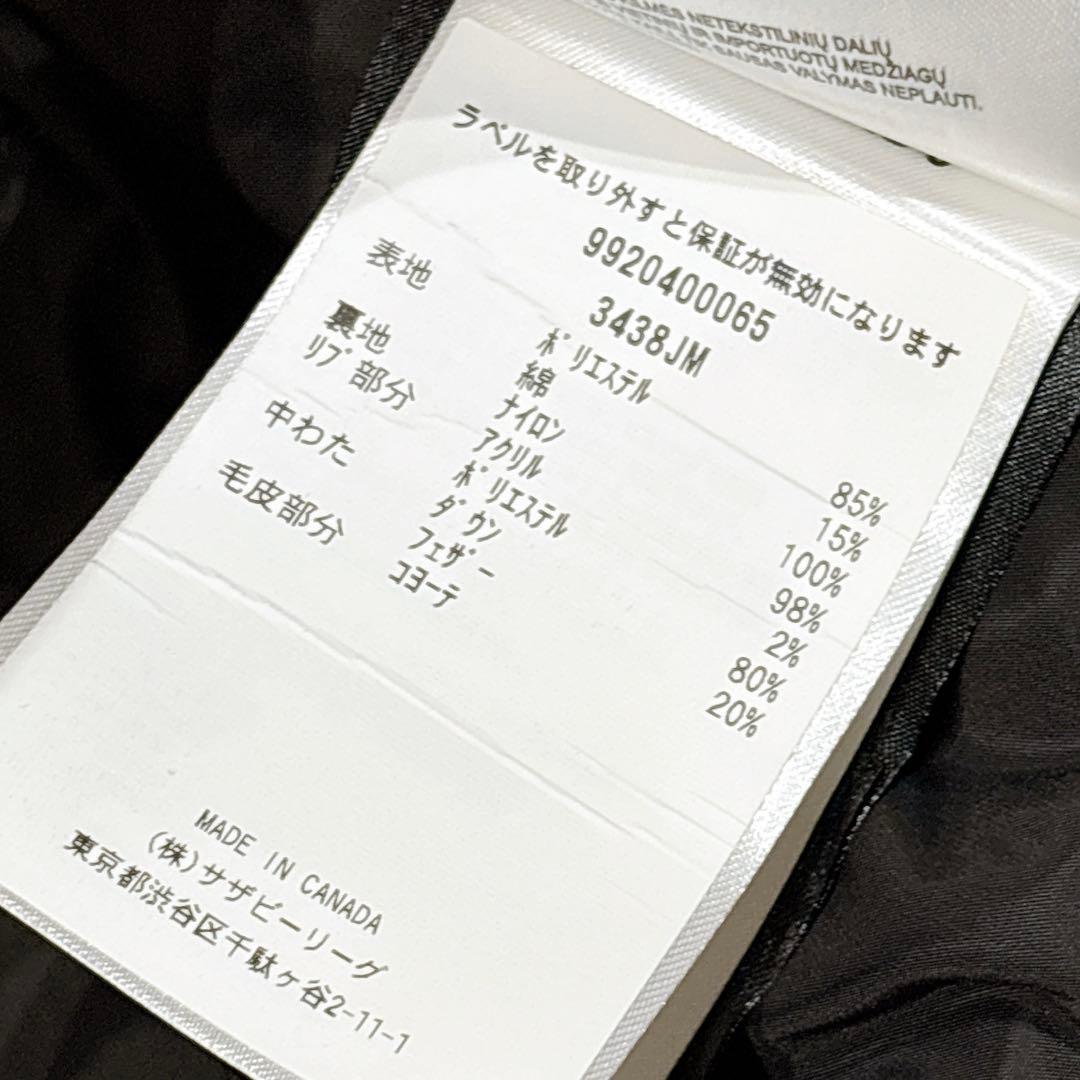 NETEKSTILINIŲ DALIŲ
IR IMPORTUOTŲ MEDŽIAGŲ
SAUSAS VALYMAS NEPLAUTI.
ラベルを取り外すと保証が無効になります
9920400065
3438JM
表地 ポリエステル 85%
綿 15%
裏地 ナイロン 100%
リブ部分 アクリル 98%
ポリエステル 2%
中わた ダウン 80%
フェザー 20%
毛皮部分 コヨーテ
MADE IN CANADA
(株)サザビーリーグ
東京都渋谷区千駄ヶ谷2-11-1